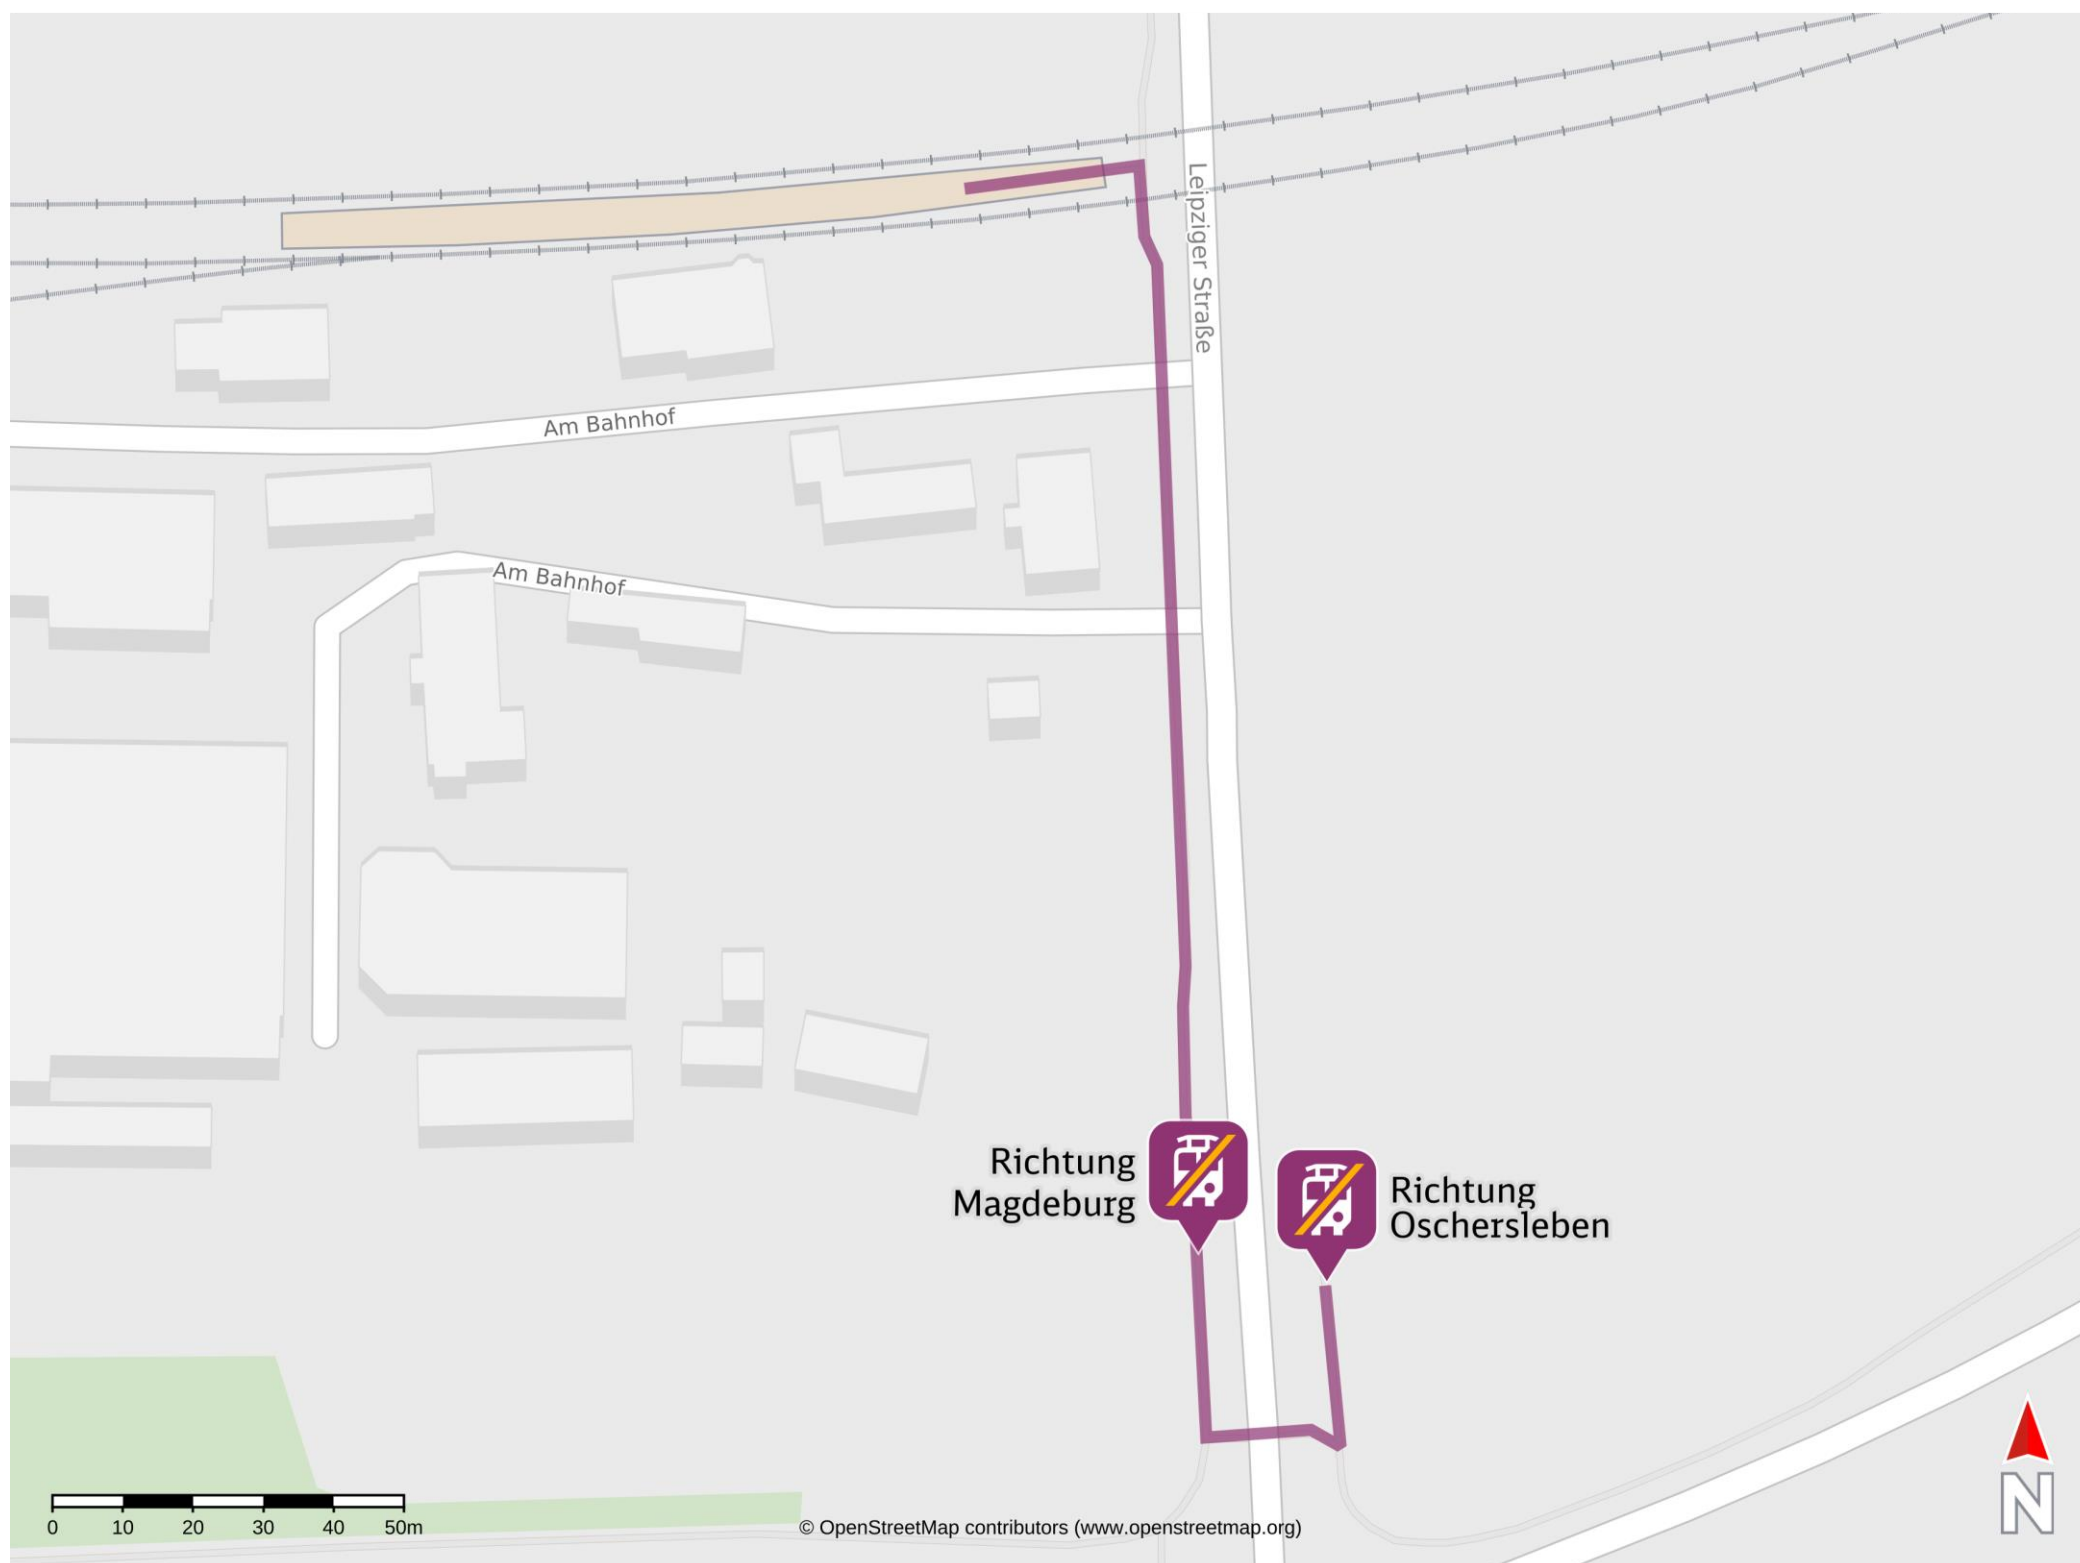 Leipziger Straße
Am Bahnhof
Am Bahnhof
Richtung
Magdeburg
Richtung
Oschersleben
N
0 10 20 30 40 50m
© OpenStreetMap contributors (www.openstreetmap.org)